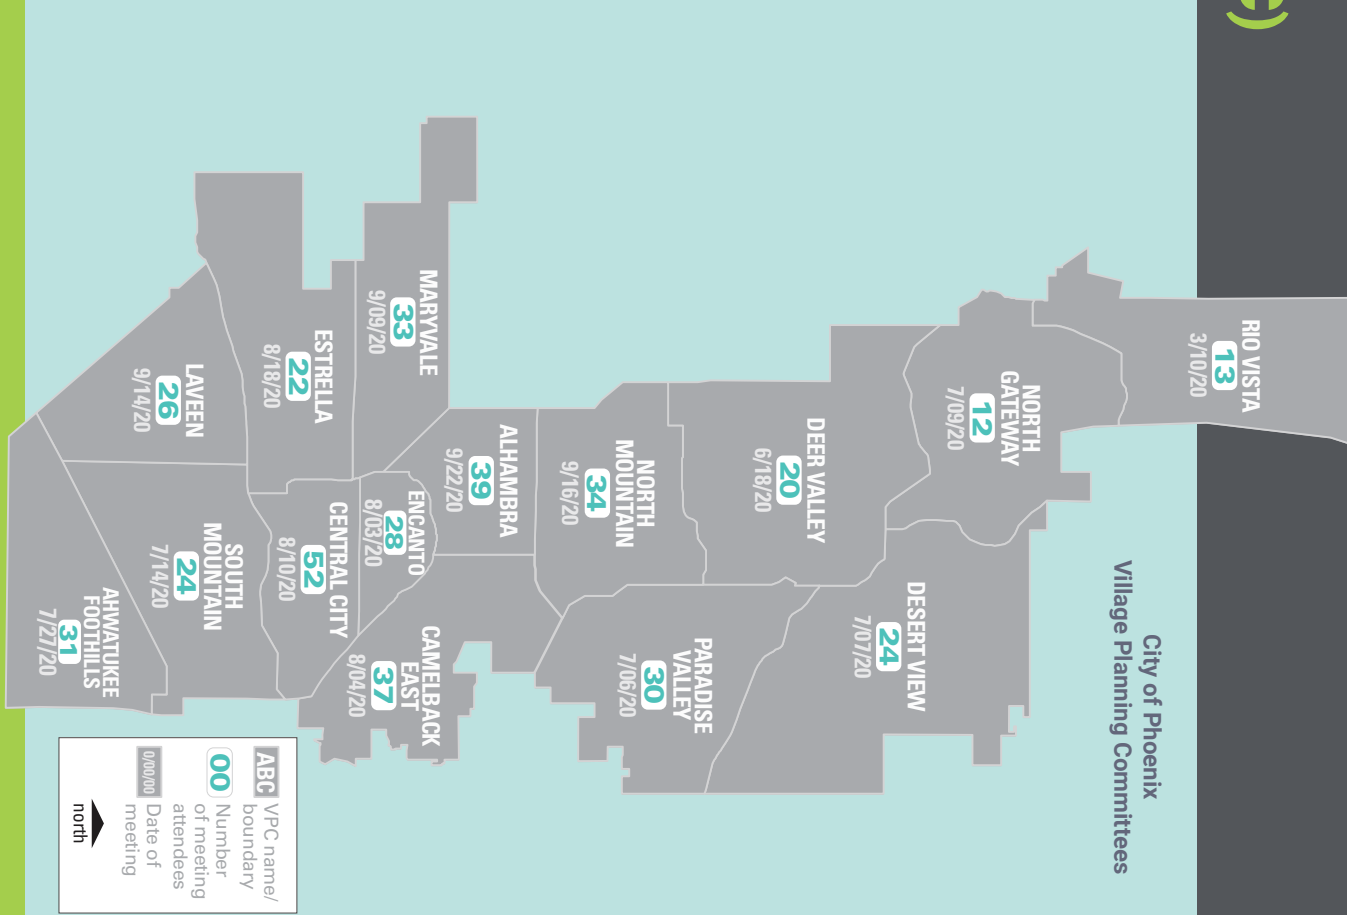 City of Phoenix
Village Planning Committees
RIO VISTA
13
3/10/20
NORTH
GATEWAY
12
7/09/20
DESERT VIEW
24
7/07/20
DEER VALLEY
20
6/18/20
PARADISE
VALLEY
30
7/06/20
NORTH
MOUNTAIN
34
9/16/20
ALHAMBRA
39
9/22/20
MARYVALE
33
9/09/20
ENCANTO
28
8/03/20
CAMELBACK
EAST
37
8/04/20
ESTRELLA
22
8/18/20
CENTRAL CITY
52
8/10/20
LAVEEN
26
9/14/20
SOUTH
MOUNTAIN
24
7/14/20
AHWATUKEE
FOOTHILLS
31
7/27/20
ABC VPC name/
boundary
00 Number
of meeting
attendees
0/00/00 Date of
meeting
north